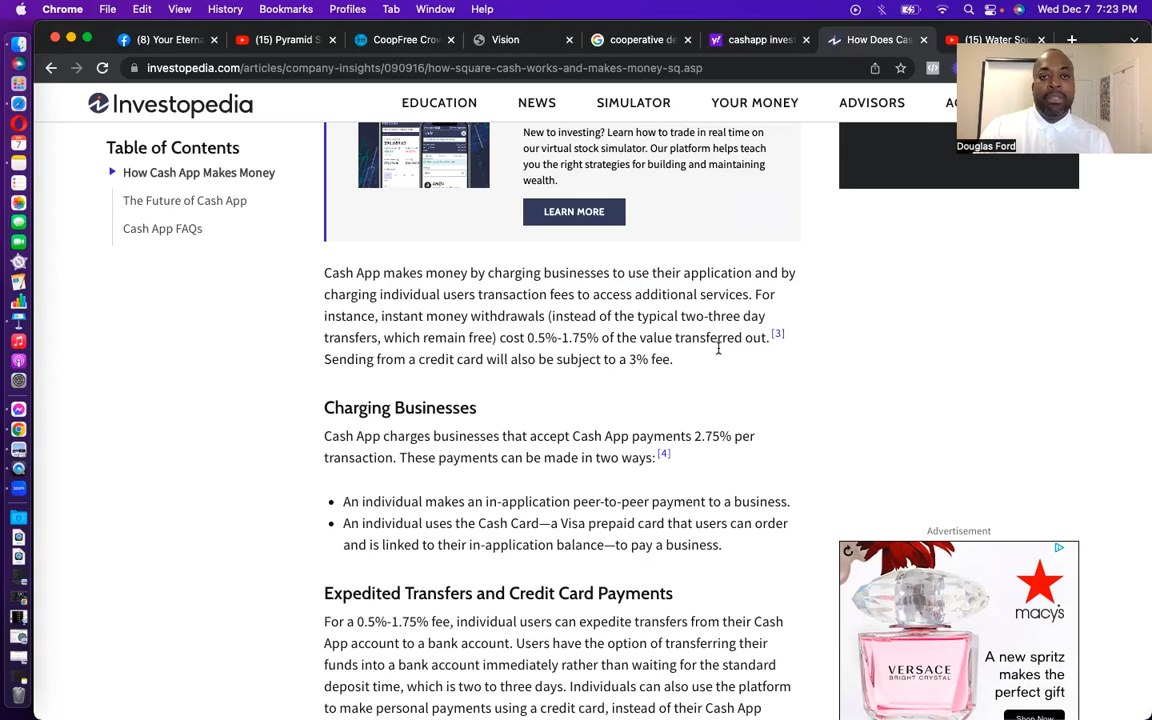 Chrome File Edit View History Bookmarks Profiles Tab Window Help Wed Dec 7 7:23 PM
(8) Your Eterna (15) Pyramid S CoopFree Cro Vision cooperative de cashapp invest How Does Cas (15) Water Squ
investopedia.com/articles/company-insights/090916/how-square-cash-works-and-makes-money-sq.asp
Investopedia EDUCATION NEWS SIMULATOR YOUR MONEY ADVISORS
Douglas Ford
Table of Contents
How Cash App Makes Money
The Future of Cash App
Cash App FAQs
New to investing? Learn how to trade in real time on
our virtual stock simulator. Our platform helps teach
you the right strategies for building and maintaining
wealth.
LEARN MORE
Cash App makes money by charging businesses to use their application and by
charging individual users transaction fees to access additional services. For
instance, instant money withdrawals (instead of the typical two-three day
transfers, which remain free) cost 0.5%-1.75% of the value transferred out. [3]
Sending from a credit card will also be subject to a 3% fee.
Charging Businesses
Cash App charges businesses that accept Cash App payments 2.75% per
transaction. These payments can be made in two ways: [4]
• An individual makes an in-application peer-to-peer payment to a business.
• An individual uses the Cash Card—a Visa prepaid card that users can order
and is linked to their in-application balance—to pay a business.
Expedited Transfers and Credit Card Payments
For a 0.5%-1.75% fee, individual users can expedite transfers from their Cash
App account to a bank account. Users have the option of transferring their
funds into a bank account immediately rather than waiting for the standard
deposit time, which is two to three days. Individuals can also use the platform
to make personal payments using a credit card, instead of their Cash App
Advertisement
macy's
VERSACE
BRIGHT CRYSTAL
A new spritz
makes the
perfect gift
Shop Now